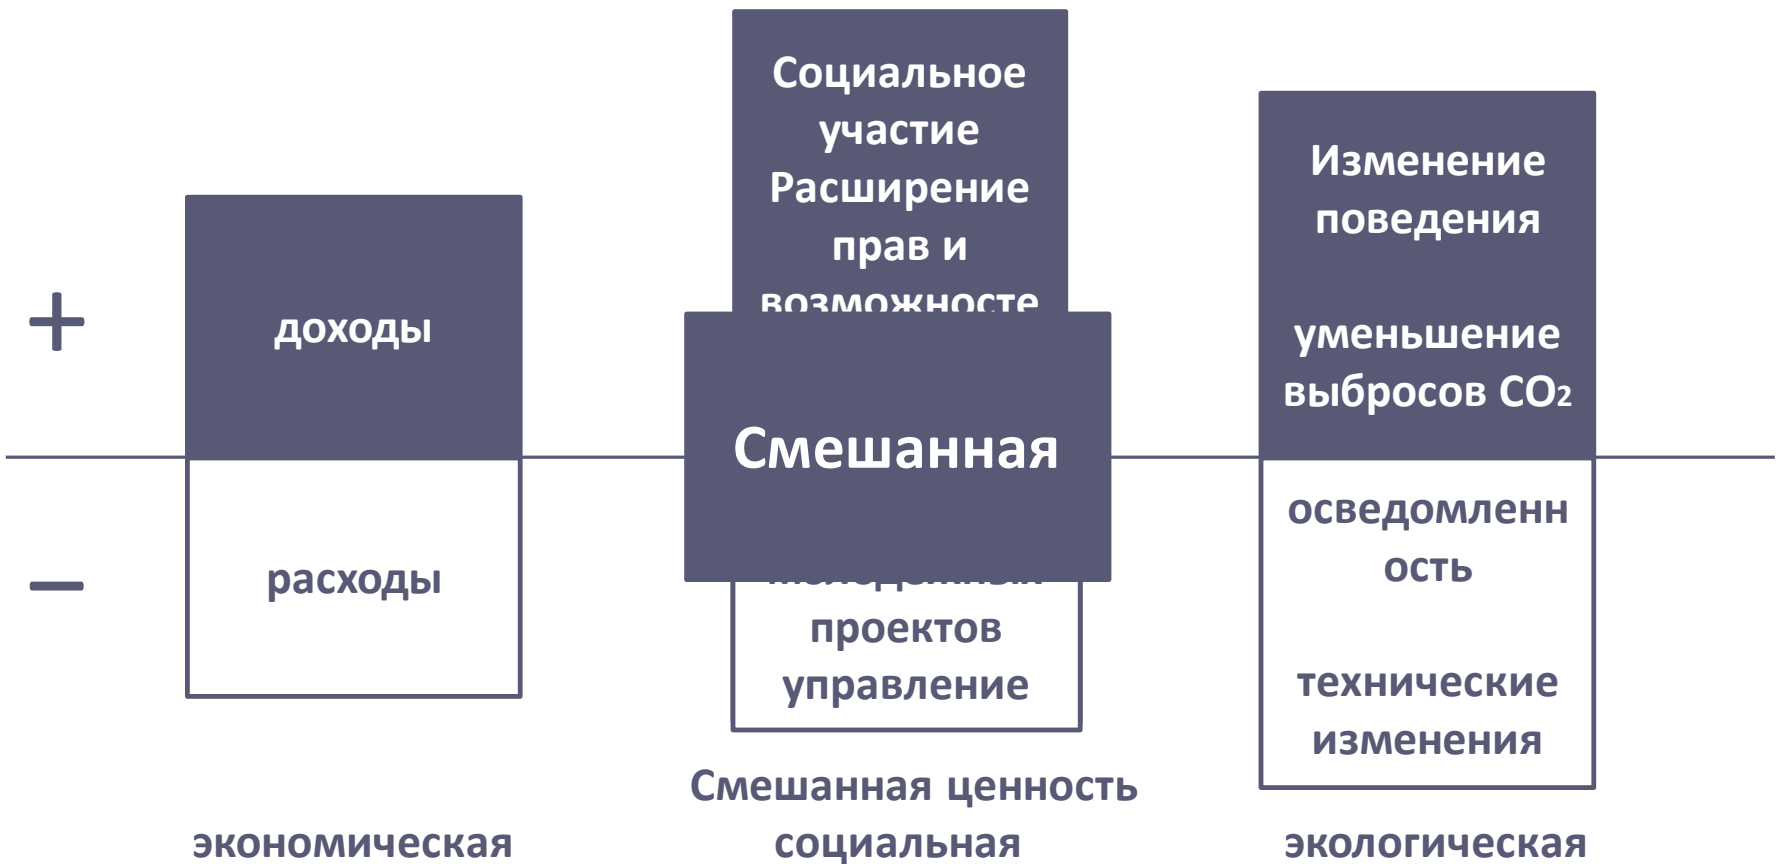 Социальное
участие
Расширение
прав и
возможносте
Изменение
поведения
уменьшение
выбросов CO2
+
доходы
Смешанная
–
расходы
проектов
управление
осведомленн
ость
технические
изменения
Смешанная ценность
экономическая
социальная
экологическая